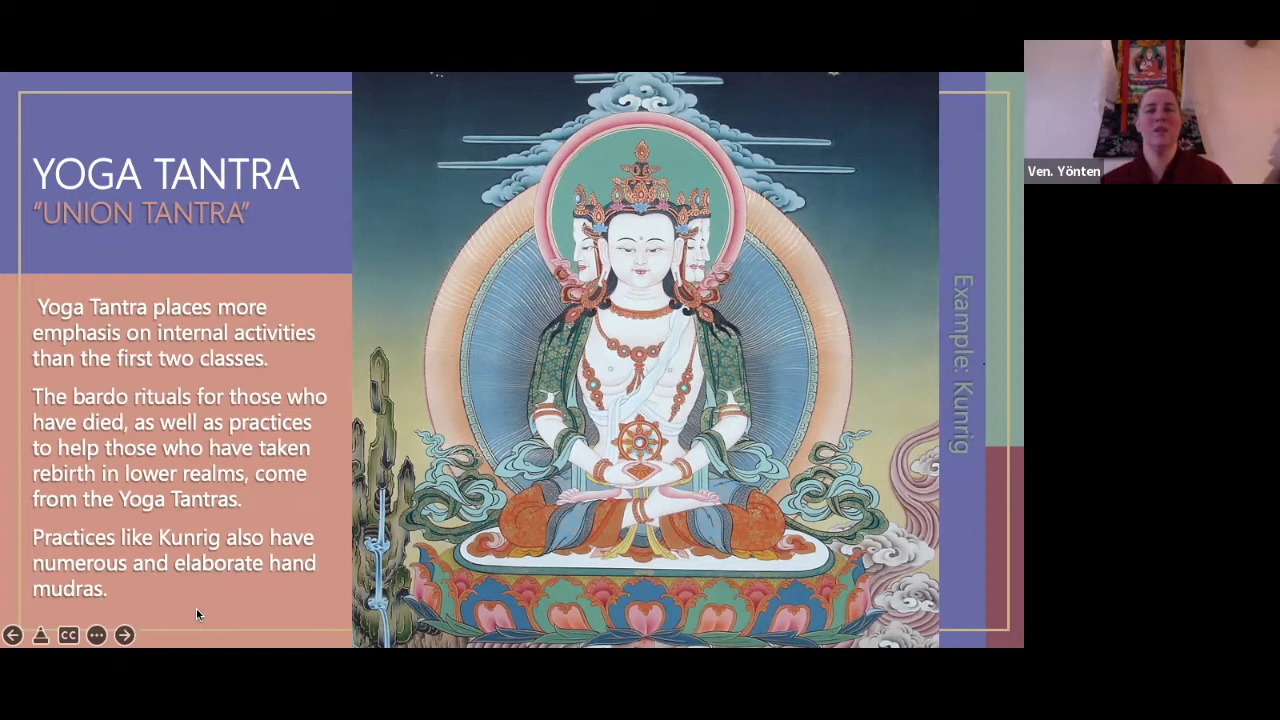 YOGA TANTRA
“UNION TANTRA”
Yoga Tantra places more
emphasis on internal activities
than the first two classes.
The bardo rituals for those who
have died, as well as practices
to help those who have taken
rebirth in lower realms, come
from the Yoga Tantras.
Practices like Kunrig also have
numerous and elaborate hand
mudras.
CC
Example: Kunrig
Ven. Yönten